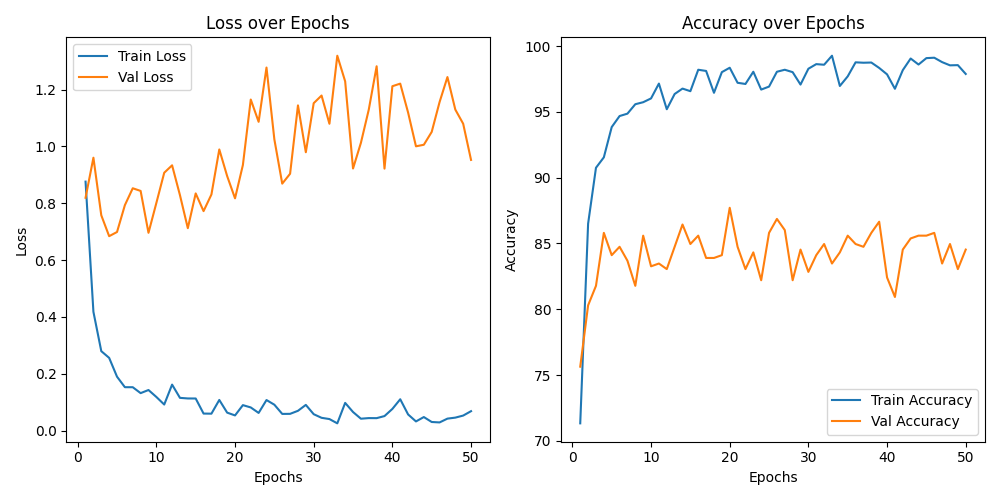 Loss over Epochs
Train Loss
Val Loss
1.2
1.0
0.8
0.6
0.4
0.2
0.0
Loss
0
10
20
30
40
50
Epochs
Accuracy over Epochs
100
95
90
85
80
75
70
Accuracy
Train Accuracy
Val Accuracy
0
10
20
30
40
50
Epochs